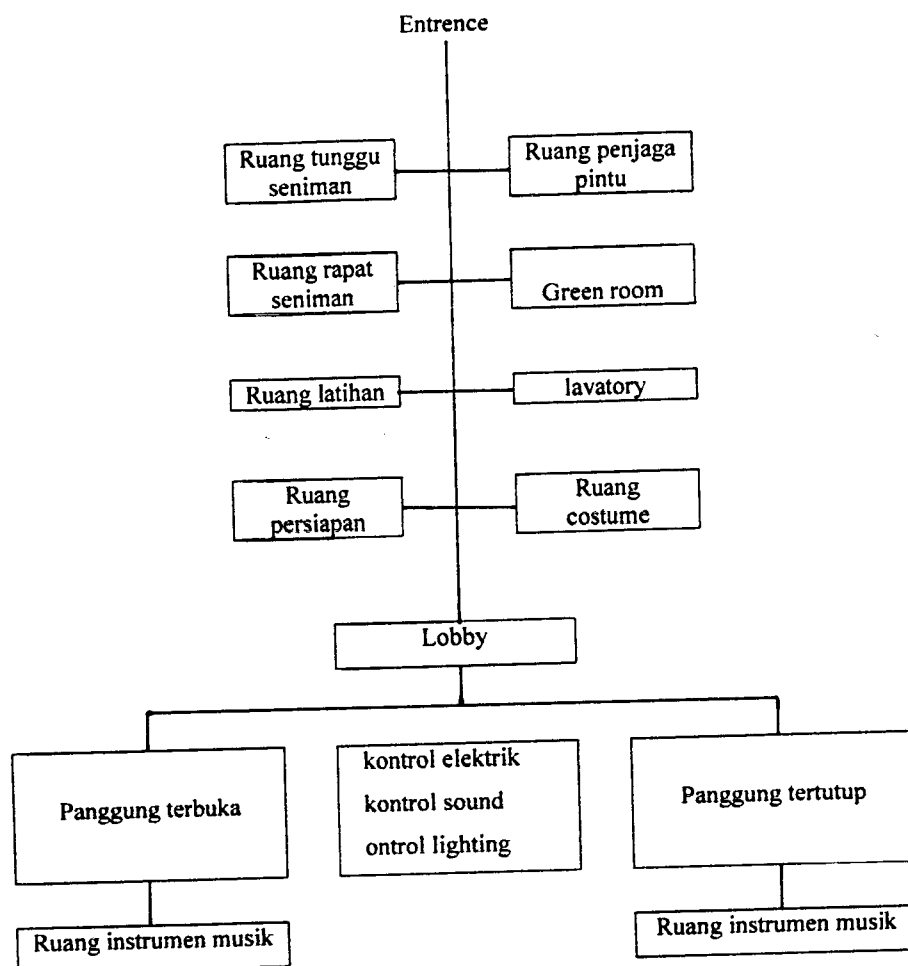 Entrence
Ruang tunggu
seniman
Ruang penjaga
pintu
Ruang rapat
seniman
Green room
Ruang latihan
lavatory
Ruang
persiapan
Ruang
costume
Lobby
Panggung terbuka
kontrol elektrik
kontrol sound
ontrol lighting
Panggung tertutup
Ruang instrumen musik
Ruang instrumen musik